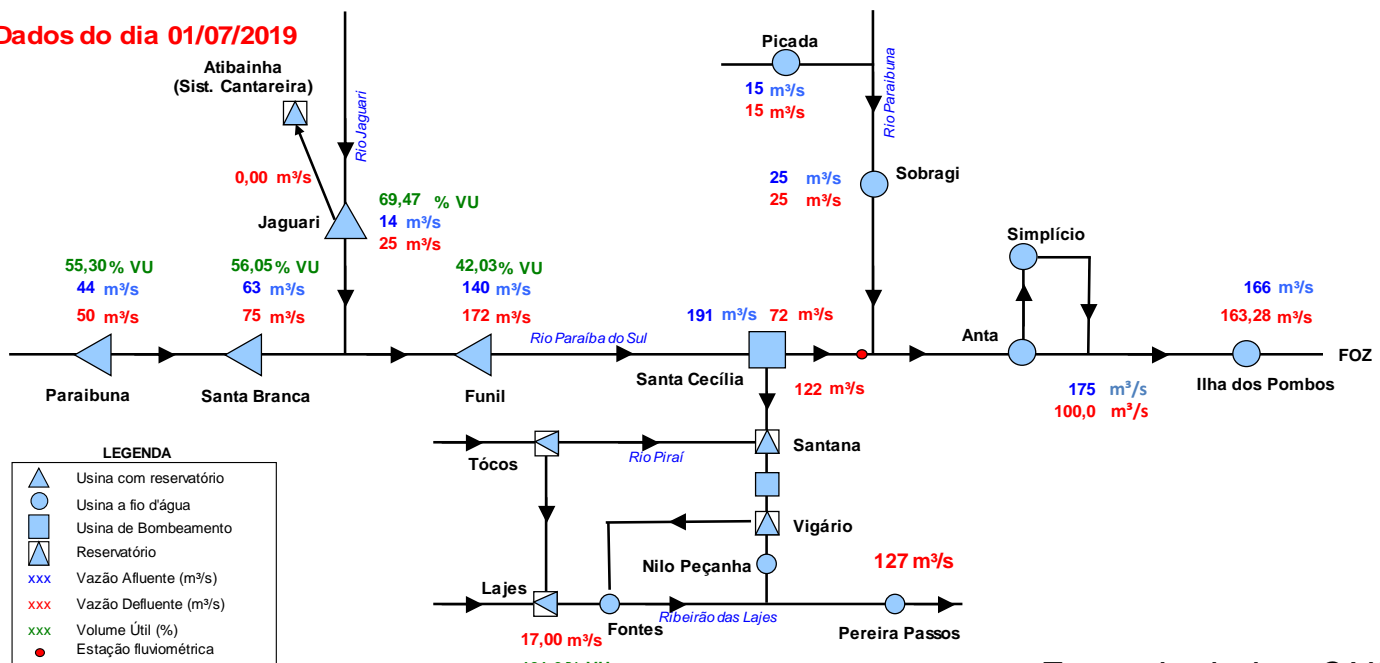 Dados do dia 01/07/2019
Atibainha
(Sist. Cantareira)
Rio Jaguari
0,00 m³/s
Jaguari
69,47 % VU
14 m³/s
25 m³/s
Picada
15 m³/s
15 m³/s
Rio Paraibuna
25 m³/s
25 m³/s
Sobragi
55,30 % VU
44 m³/s
50 m³/s
Paraibuna
56,05 % VU
63 m³/s
75 m³/s
Santa Branca
42,03 % VU
140 m³/s
172 m³/s
Funil
Rio Paraíba do Sul
191 m³/s 72 m³/s
Santa Cecília
122 m³/s
Simplício
Anta
175 m³/s
100,0 m³/s
166 m³/s
163,28 m³/s
Ilha dos Pombos
FOZ
Tócos
Rio Piraí
Santana
Vigário
Nilo Peçanha
127 m³/s
Lajes
Fontes
Ribeirão das Lajes
Pereira Passos
17,00 m³/s
LEGENDA
Usina com reservatório
Usina a fio d'água
Usina de Bombeamento
Reservatório
xxx Vazão Afluente (m³/s)
xxx Vazão Defluente (m³/s)
xxx Volume Útil (%)
Estação fluviométrica